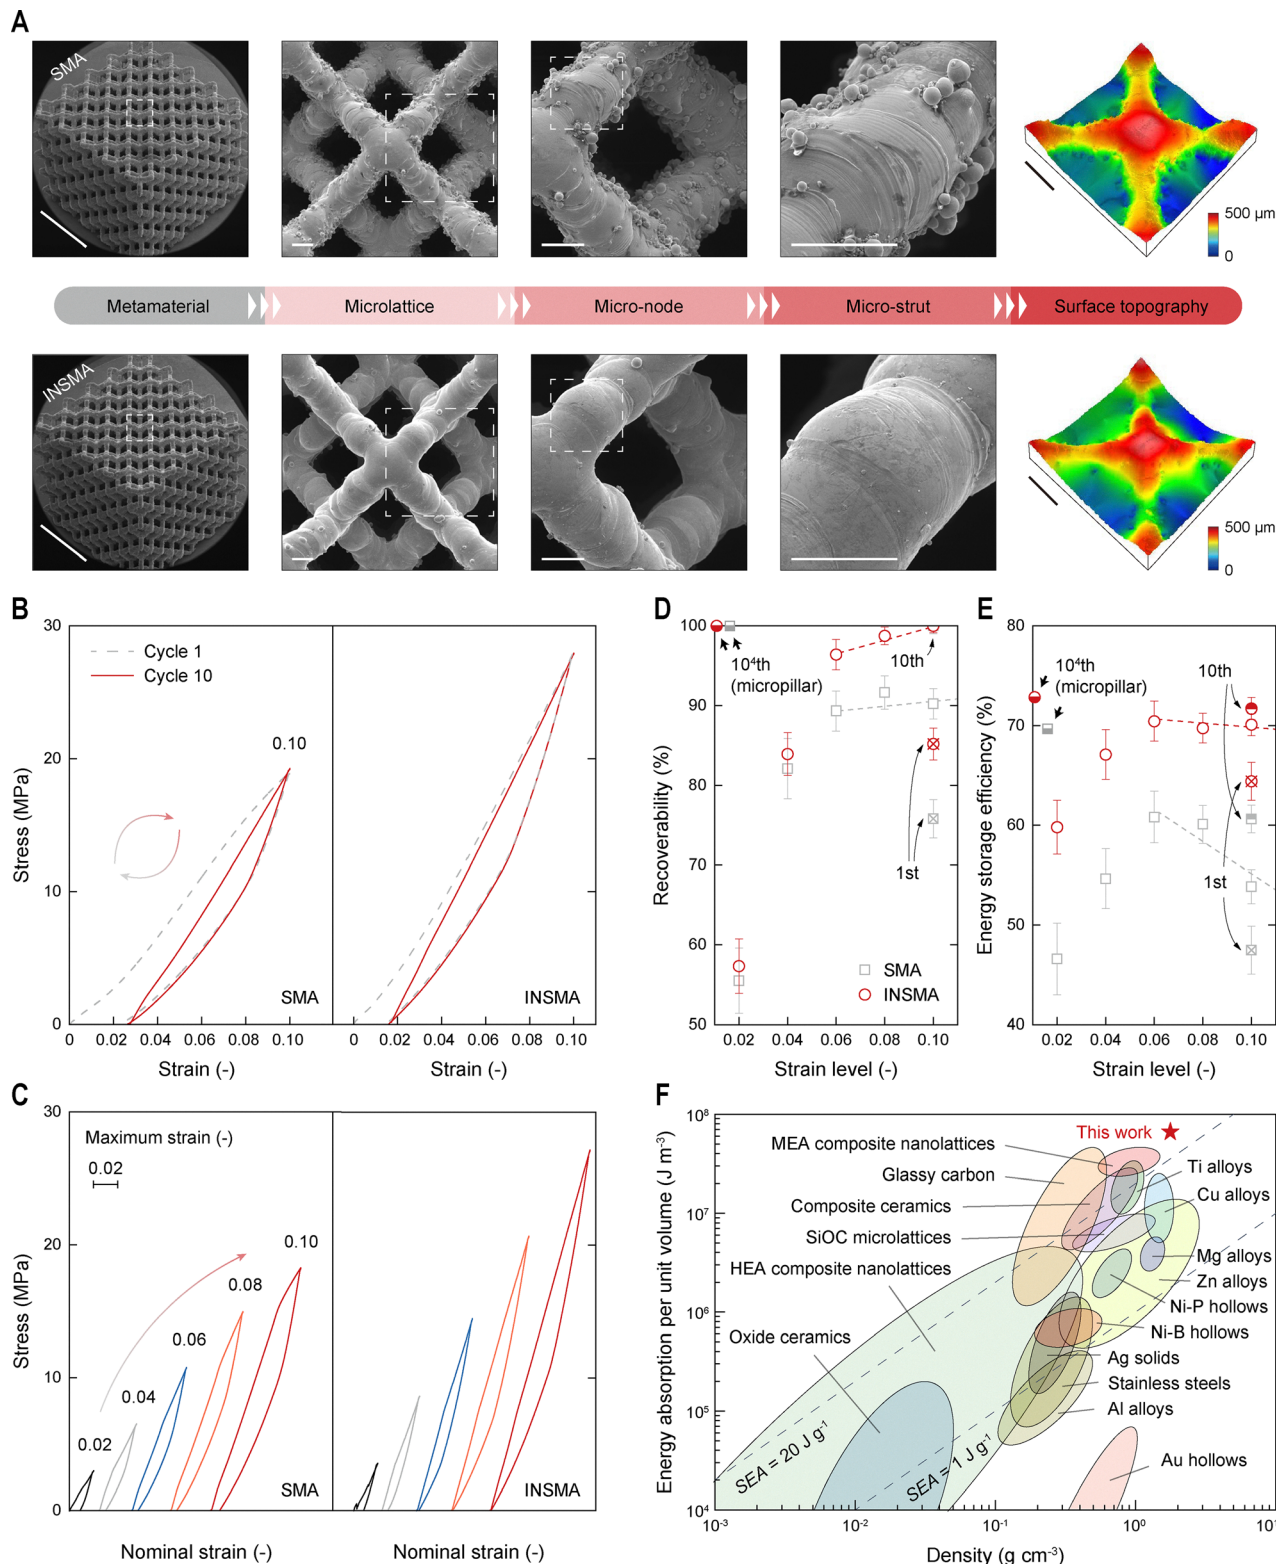 A
SMA
500 μm
0
Metamaterial
Microlattice
Micro-node
Micro-strut
Surface topography
INSMA
500 μm
0
B
30
20
10
0
Stress (MPa)
Cycle 1
Cycle 10
0.10
SMA
INSMA
0 0.02 0.04 0.06 0.08 0.10
0 0.02 0.04 0.06 0.08 0.10
Strain (-)
Strain (-)
C
30
20
10
0
Stress (MPa)
Maximum strain (-)
0.02
0.02
0.04
0.06
0.08
0.10
SMA
INSMA
Nominal strain (-)
Nominal strain (-)
D
100
90
80
70
60
50
Recoverability (%)
10⁴th
(micropillar)
10th
1st
SMA
INSMA
0.02 0.04 0.06 0.08 0.10
Strain level (-)
E
80
70
60
50
40
Energy storage efficiency (%)
10⁴th
(micropillar)
10th
1st
0.02 0.04 0.06 0.08 0.10
Strain level (-)
F
10⁸
10⁷
10⁶
10⁵
10⁴
Energy absorption per unit volume (J m⁻³)
This work
MEA composite nanolattices
Glassy carbon
Composite ceramics
SiOC microlattices
HEA composite nanolattices
Oxide ceramics
Ti alloys
Cu alloys
Mg alloys
Zn alloys
Ni-P hollows
Ni-B hollows
Ag solids
Stainless steels
Al alloys
Au hollows
SEA = 20 J g⁻¹
SEA = 1 J g⁻¹
10⁻³ 10⁻² 10⁻¹ 10⁰
Density (g cm⁻³)